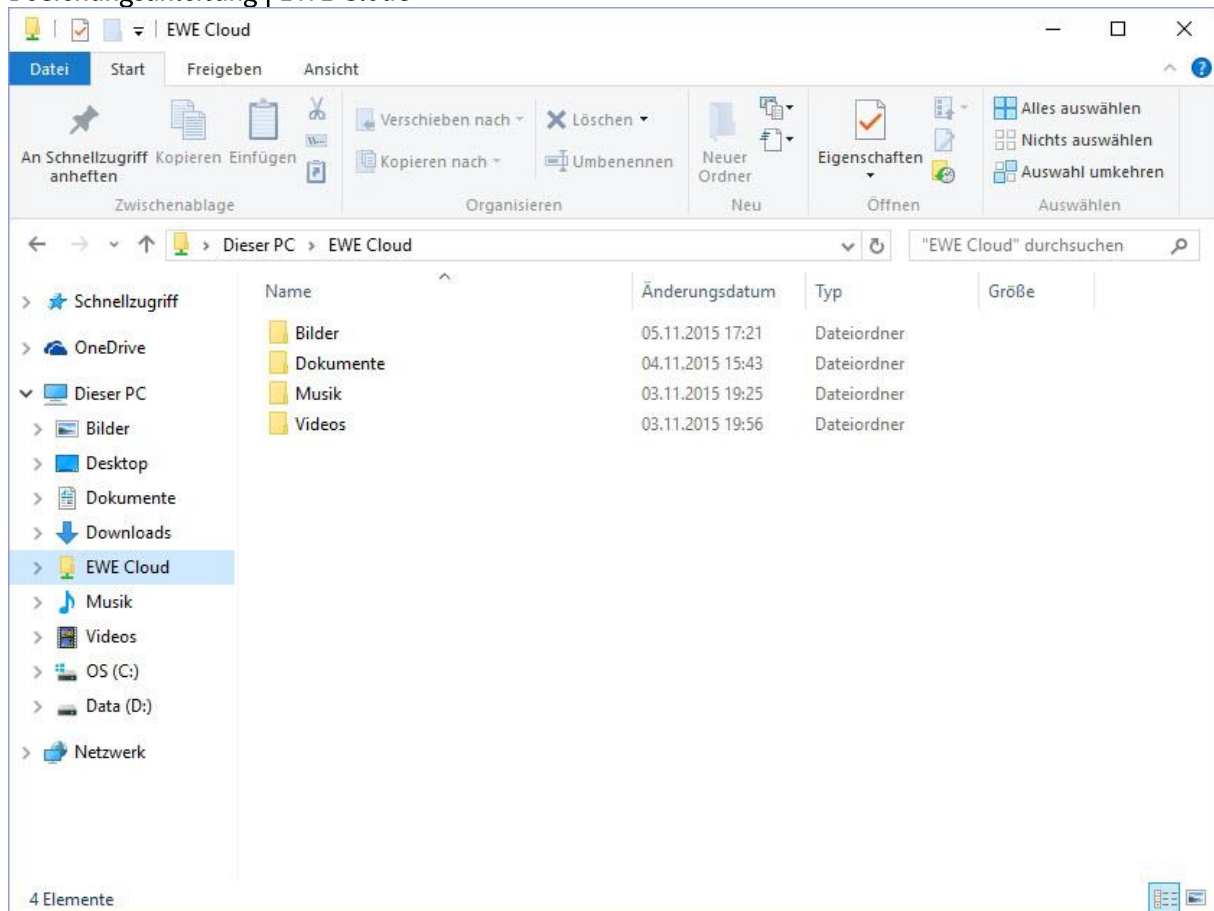 Bedienungsanleitung | EWE Cloud
EWE Cloud
Datei Start Freigeben Ansicht
An Schnellzugriff anheften
Kopieren
Einfügen
Verschieben nach
Kopieren nach
Löschen
Umbenennen
Neuer Ordner
Eigenschaften
Alles auswählen
Nichts auswählen
Auswahl umkehren
Zwischenablage Organisieren Neu Öffnen Auswählen
Dieser PC > EWE Cloud
"EWE Cloud" durchsuchen
Schnellzugriff
OneDrive
Dieser PC
Bilder
Desktop
Dokumente
Downloads
EWE Cloud
Musik
Videos
OS (C:)
Data (D:)
Netzwerk
Name Änderungsdatum Typ Größe
Bilder 05.11.2015 17:21 Dateiordner
Dokumente 04.11.2015 15:43 Dateiordner
Musik 03.11.2015 19:25 Dateiordner
Videos 03.11.2015 19:56 Dateiordner
4 Elemente